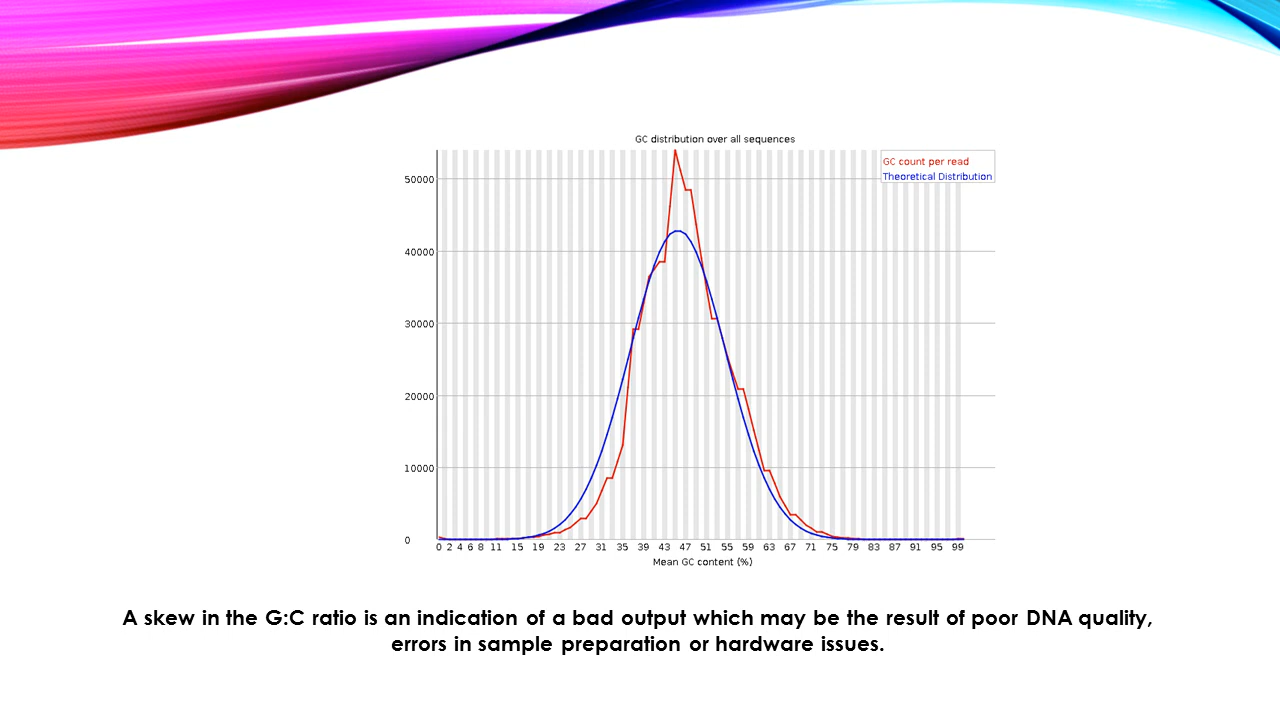 GC distribution over all sequences
GC count per read
Theoretical Distribution
50000
40000
30000
20000
10000
0
0 2 4 6 8 11 15 19 23 27 31 35 39 43 47 51 55 59 63 67 71 75 79 83 87 91 95 99
Mean GC content (%)
A skew in the G:C ratio is an indication of a bad output which may be the result of poor DNA quality,
errors in sample preparation or hardware issues.